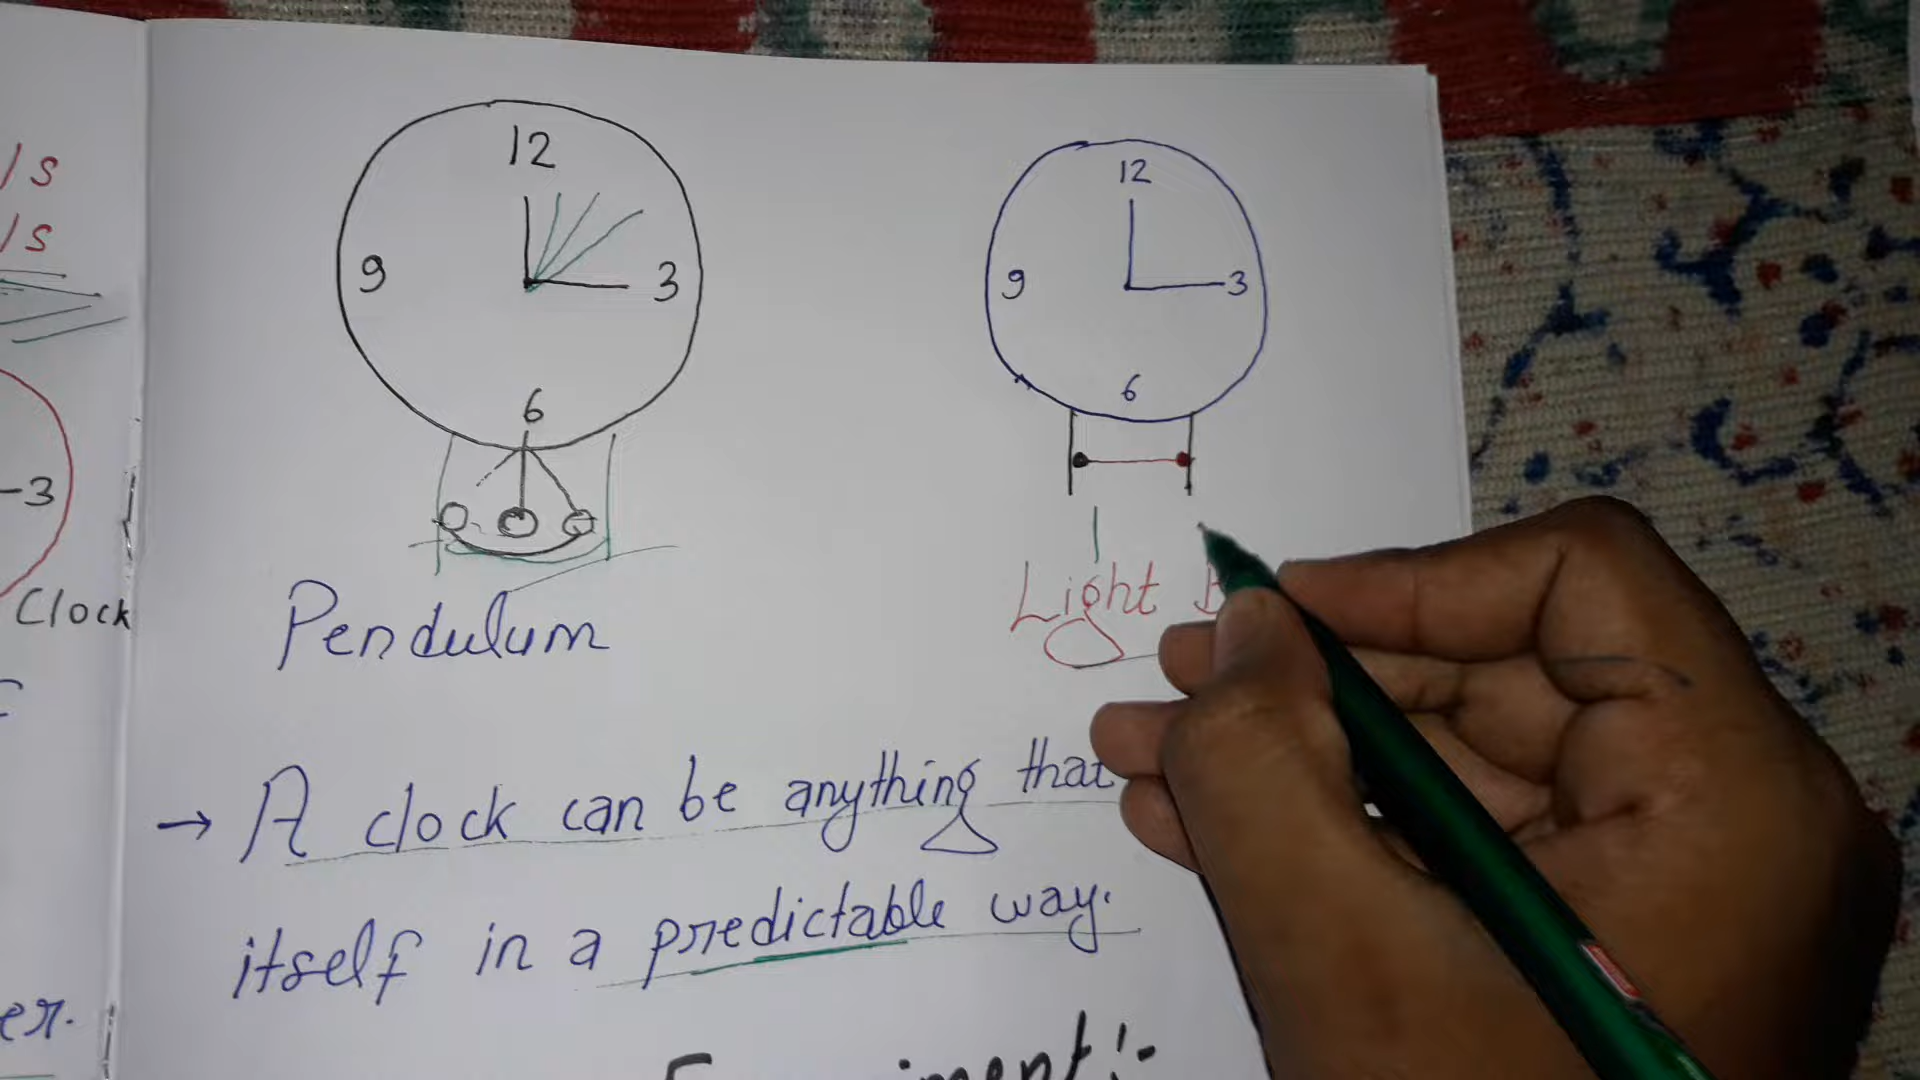 /s
/s
-3
Clock
er.
12
9 3
6
Pendulum
12
9 3
6
Light
→ A clock can be anything that
itself in a predictable way.
:-